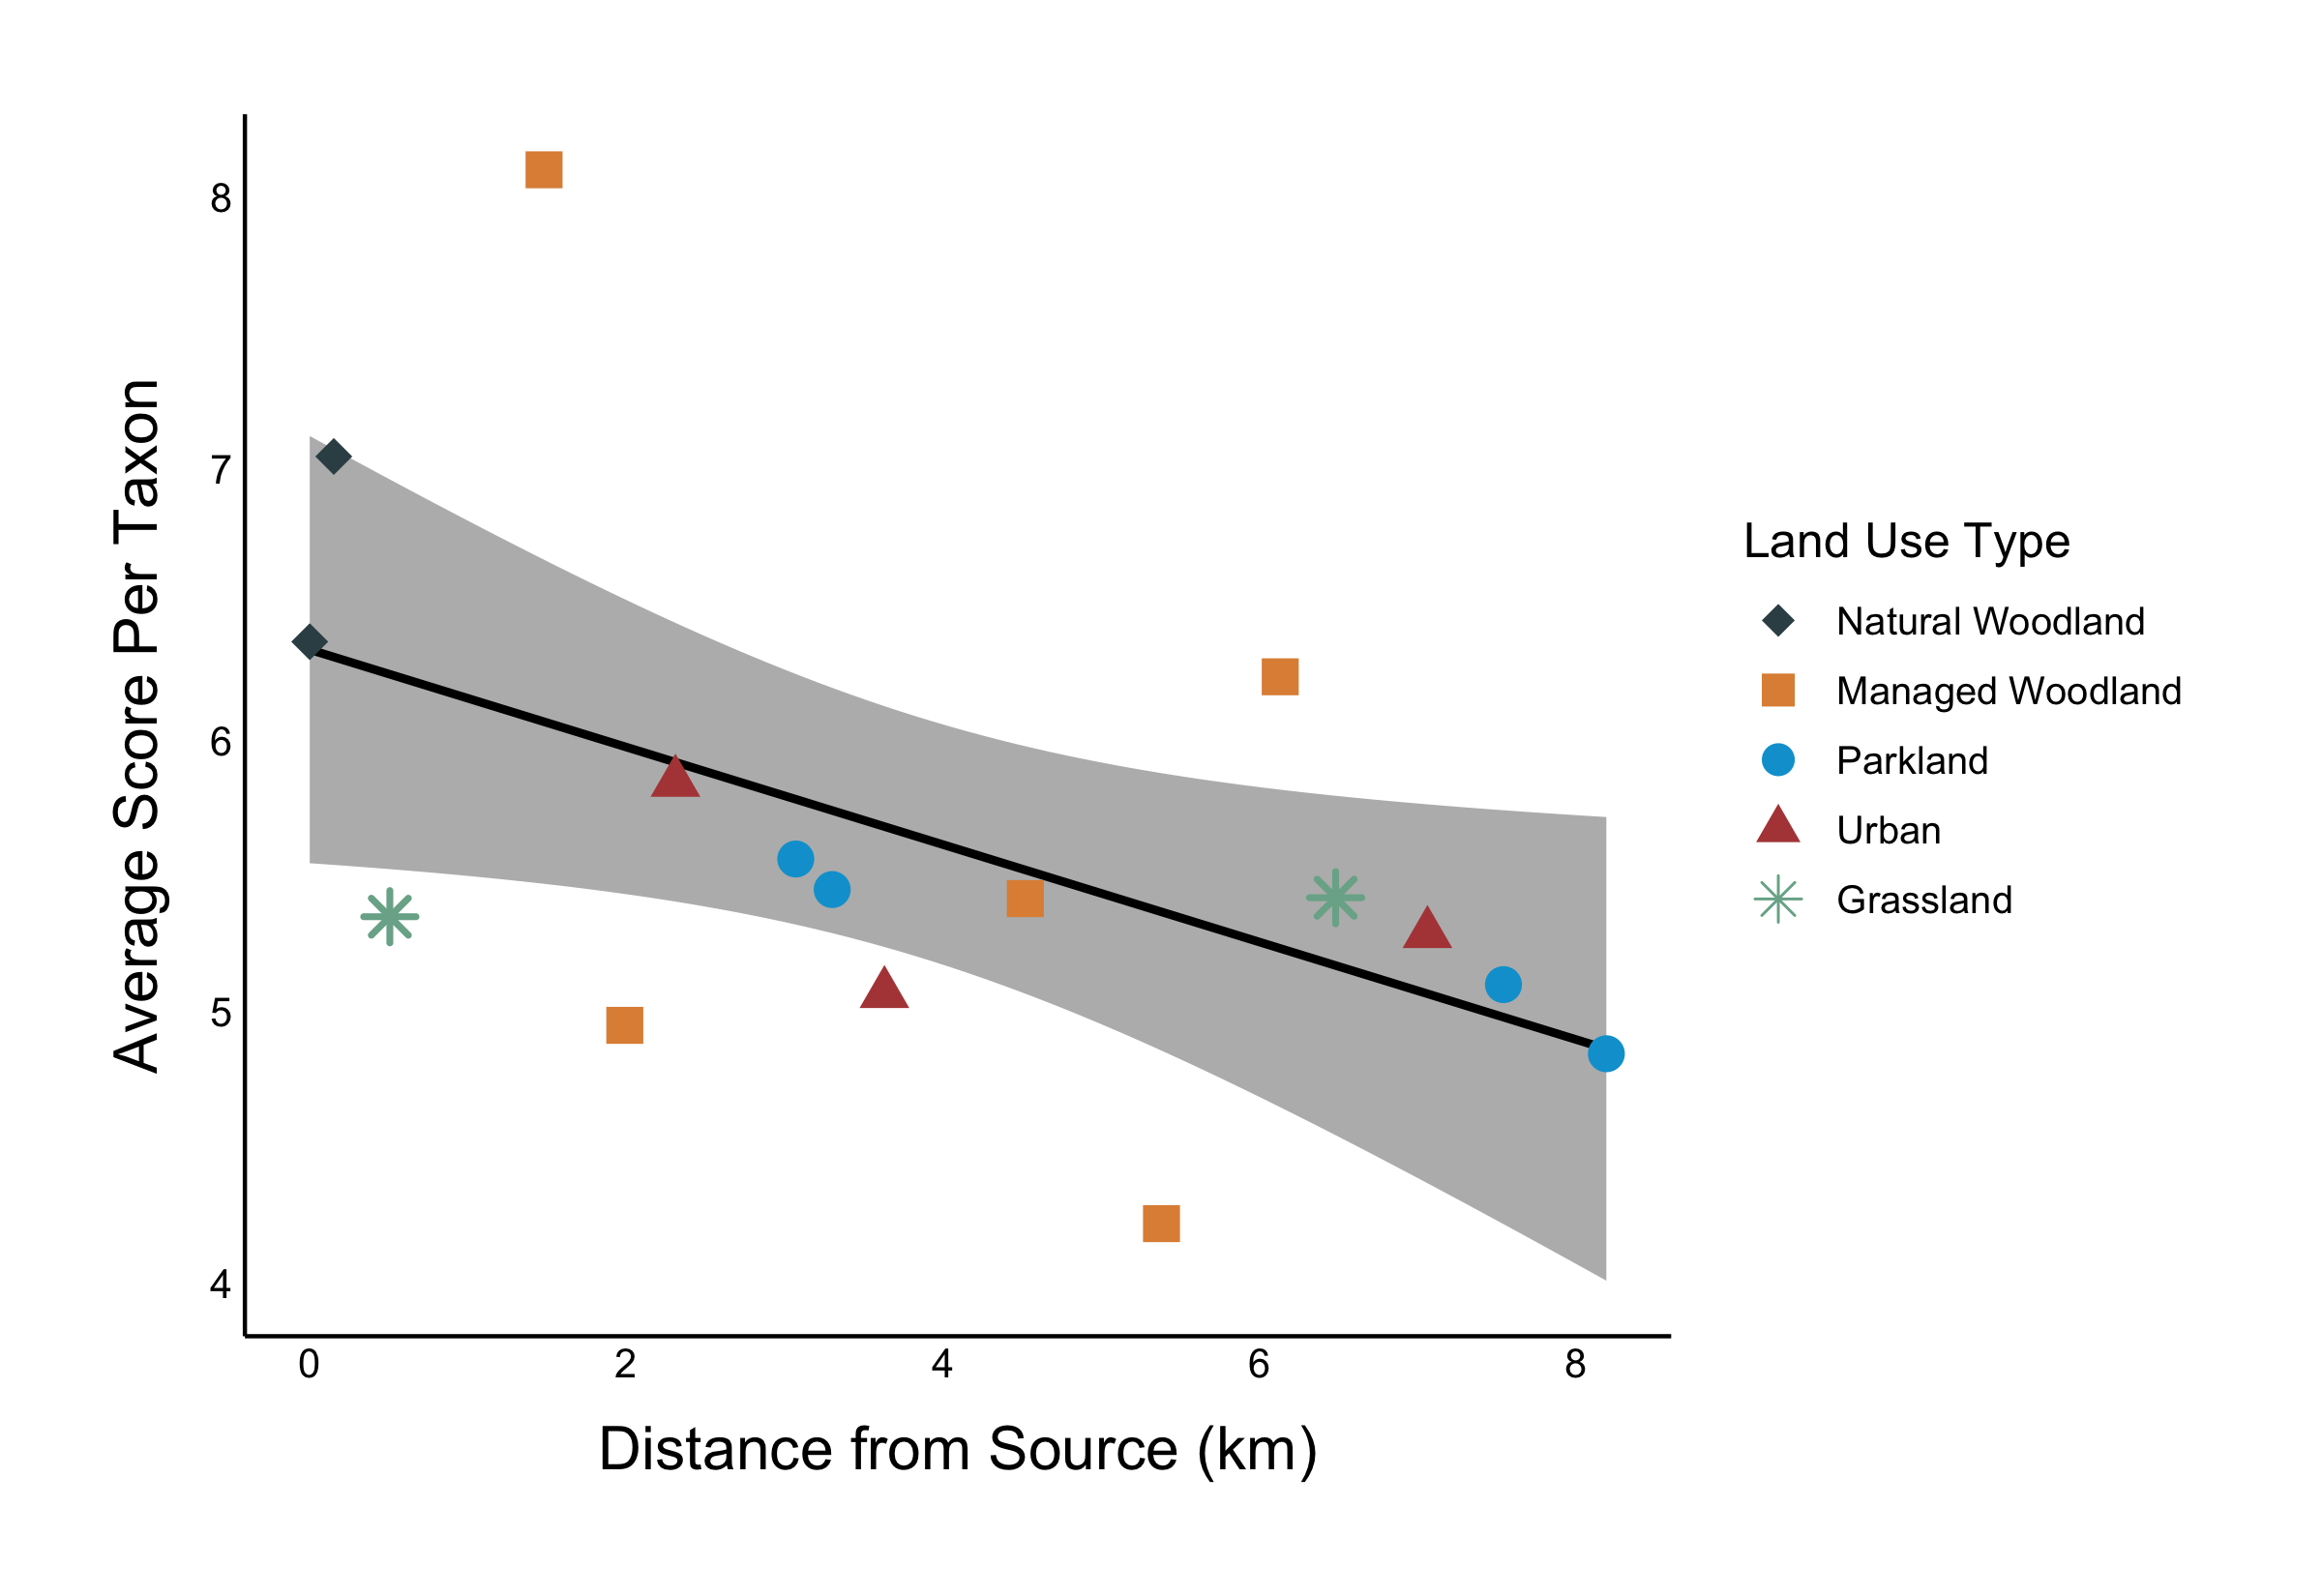 8
7
6
5
4
Average Score Per Taxon
0 2 4 6 8
Distance from Source (km)
Land Use Type
Natural Woodland
Managed Woodland
Parkland
Urban
Grassland